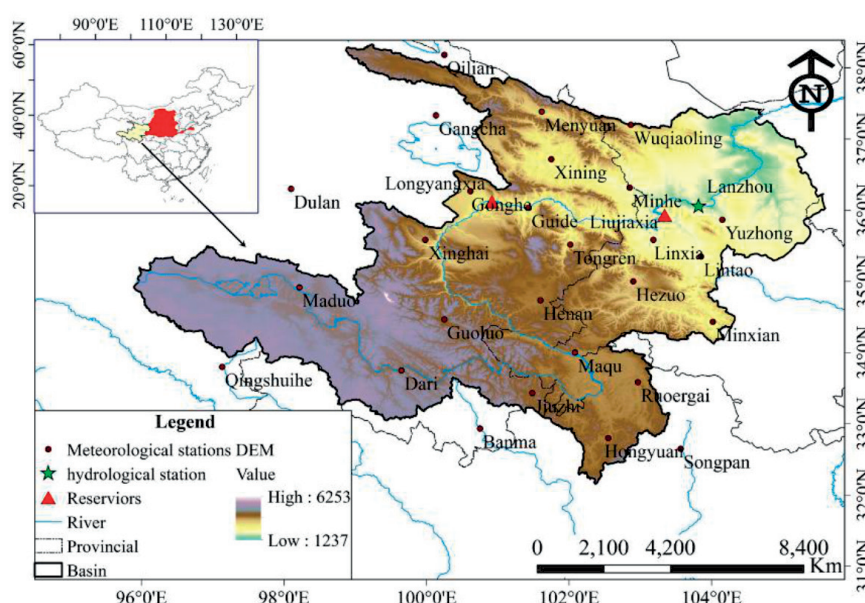 90°0'E 110°0'E 130°0'E
60°0'N
40°0'N
20°0'N
38°0'N
37°0'N
36°0'N
35°0'N
34°0'N
33°0'N
32°0'N
31°0'N
N
Qilian
Gangcha
Menyuan
Wuqiaoling
Xining
Dulan
Longyangxia
Minhe
Lanzhou
Gonghe
Guide
Liujiaxia
Yuzhong
Xinghai
Tongren
Linxia
Lintao
Maduo
Hezuo
Henan
Guoluo
Minxian
Maqu
Qingshuihe
Dari
Ruoergai
Jiuzhi
Banma
Hongyuan
Songpan
Legend
Meteorological stations DEM
hydrological station Value
Reserviors
High : 6253
River
Provincial
Low : 1237
Basin
0 2,100 4,200 8,400
Km
96°0'E 98°0'E 100°0'E 102°0'E 104°0'E